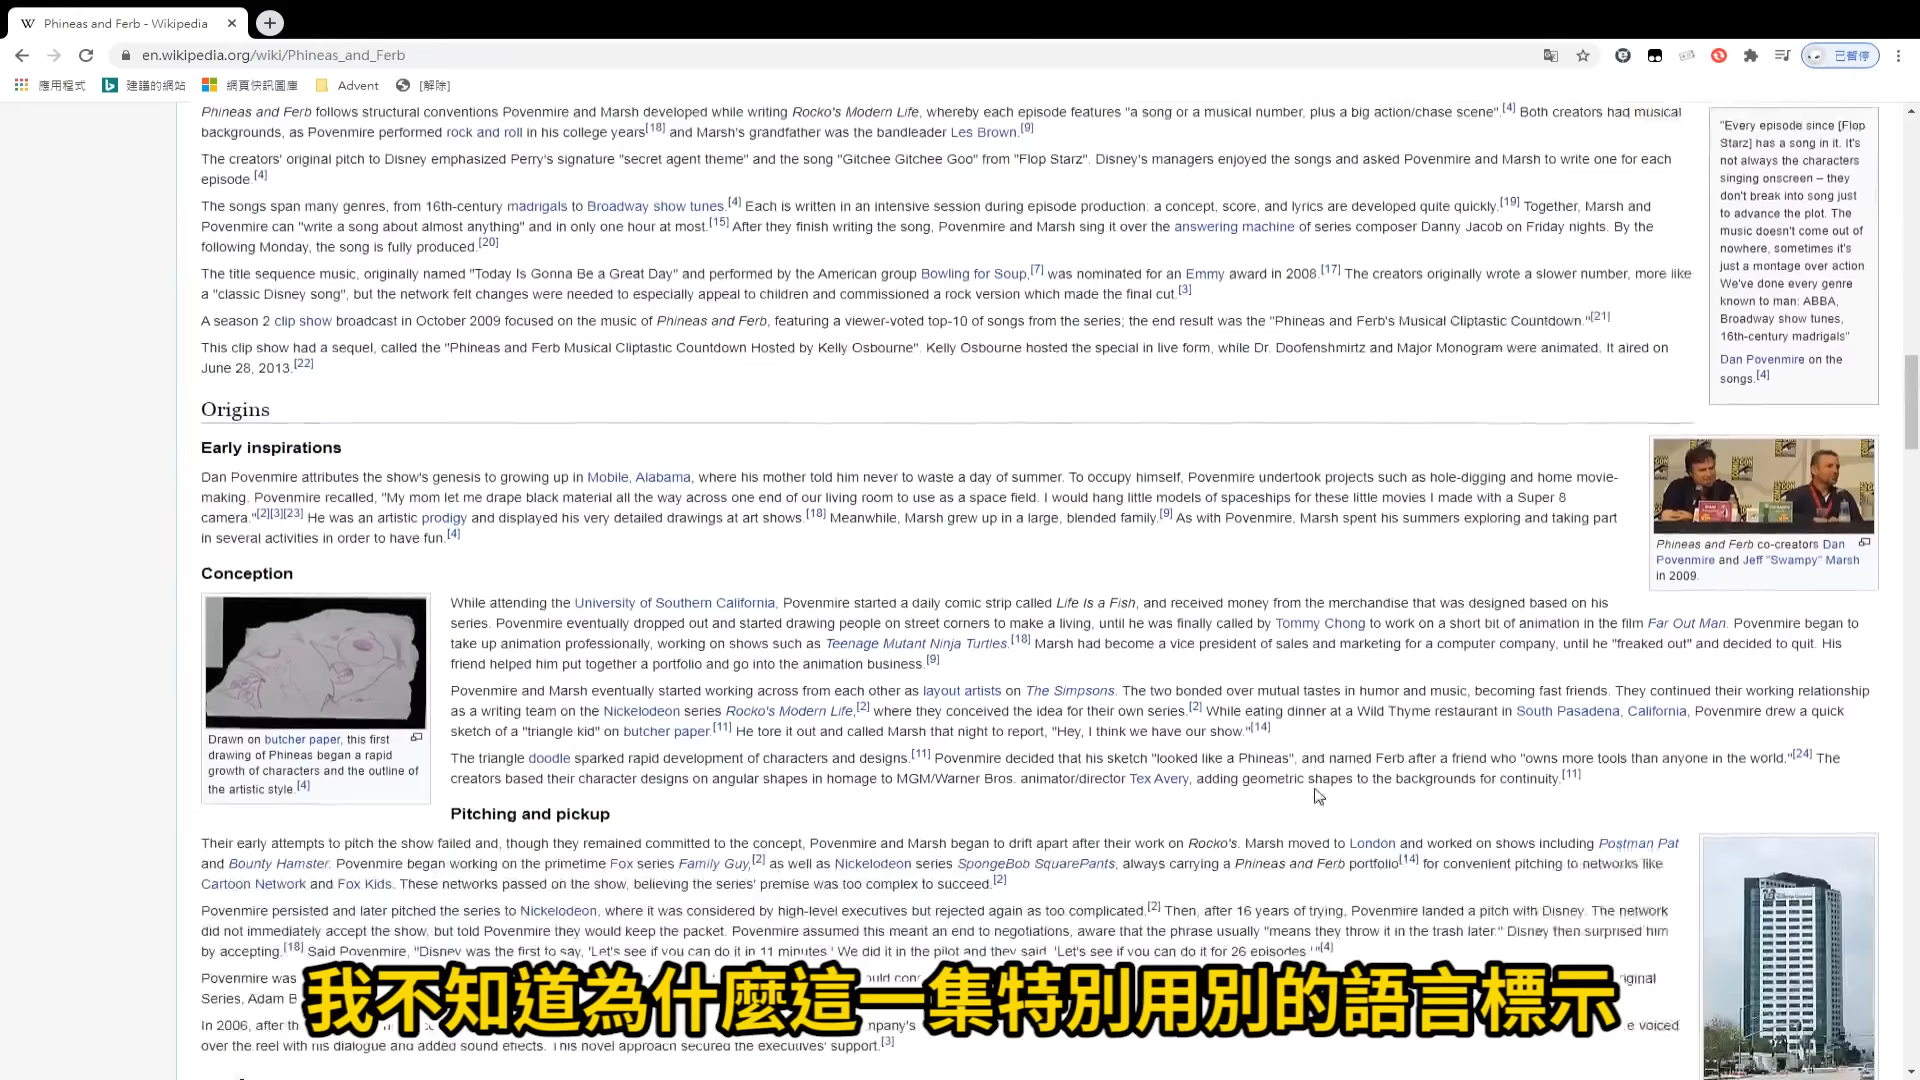 Phineas and Ferb - Wikipedia
en.wikipedia.org/wiki/Phineas_and_Ferb
已暫停
應用程式 建議的網站 網頁快訊圖庫 Advent [解除]
Phineas and Ferb follows structural conventions Povenmire and Marsh developed while writing Rocko's Modern Life, whereby each episode features "a song or a musical number, plus a big action/chase scene".[4] Both creators had musical
backgrounds, as Povenmire performed rock and roll in his college years[18] and Marsh's grandfather was the bandleader Les Brown.[9]
The creators' original pitch to Disney emphasized Perry's signature "secret agent theme" and the song "Gitchee Gitchee Goo" from "Flop Starz". Disney's managers enjoyed the songs and asked Povenmire and Marsh to write one for each
episode.[4]
The songs span many genres, from 16th-century madrigals to Broadway show tunes.[4] Each is written in an intensive session during episode production: a concept, score, and lyrics are developed quite quickly.[19] Together, Marsh and
Povenmire can "write a song about almost anything" and in only one hour at most.[15] After they finish writing the song, Povenmire and Marsh sing it over the answering machine of series composer Danny Jacob on Friday nights. By the
following Monday, the song is fully produced.[20]
The title sequence music, originally named "Today Is Gonna Be a Great Day" and performed by the American group Bowling for Soup,[7] was nominated for an Emmy award in 2008.[17] The creators originally wrote a slower number, more like
a "classic Disney song", but the network felt changes were needed to especially appeal to children and commissioned a rock version which made the final cut.[3]
A season 2 clip show broadcast in October 2009 focused on the music of Phineas and Ferb, featuring a viewer-voted top-10 of songs from the series; the end result was the "Phineas and Ferb's Musical Cliptastic Countdown."[21]
This clip show had a sequel, called the "Phineas and Ferb Musical Cliptastic Countdown Hosted by Kelly Osbourne". Kelly Osbourne hosted the special in live form, while Dr. Doofenshmirtz and Major Monogram were animated. It aired on
June 28, 2013.[22]
"Every episode since [Flop
Starz] has a song in it. It's
not always the characters
singing onscreen – they
don't break into song just
to advance the plot. The
music doesn't come out of
nowhere, sometimes it's
just a montage over action
We've done every genre
known to man: ABBA,
Broadway show tunes,
16th-century madrigals"
Dan Povenmire on the
songs.[4]
Origins
Early inspirations
Dan Povenmire attributes the show's genesis to growing up in Mobile, Alabama, where his mother told him never to waste a day of summer. To occupy himself, Povenmire undertook projects such as hole-digging and home movie-
making. Povenmire recalled, "My mom let me drape black material all the way across one end of our living room to use as a space field. I would hang little models of spaceships for these little movies I made with a Super 8
camera."[2][3][23] He was an artistic prodigy and displayed his very detailed drawings at art shows.[18] Meanwhile, Marsh grew up in a large, blended family.[9] As with Povenmire, Marsh spent his summers exploring and taking part
in several activities in order to have fun.[4]
Phineas and Ferb co-creators Dan
Povenmire and Jeff "Swampy" Marsh
in 2009.
Conception
Drawn on butcher paper, this first
drawing of Phineas began a rapid
growth of characters and the outline of
the artistic style.[4]
While attending the University of Southern California, Povenmire started a daily comic strip called Life Is a Fish, and received money from the merchandise that was designed based on his
series. Povenmire eventually dropped out and started drawing people on street corners to make a living, until he was finally called by Tommy Chong to work on a short bit of animation in the film Far Out Man. Povenmire began to
take up animation professionally, working on shows such as Teenage Mutant Ninja Turtles.[18] Marsh had become a vice president of sales and marketing for a computer company, until he "freaked out" and decided to quit. His
friend helped him put together a portfolio and go into the animation business.[9]
Povenmire and Marsh eventually started working across from each other as layout artists on The Simpsons. The two bonded over mutual tastes in humor and music, becoming fast friends. They continued their working relationship
as a writing team on the Nickelodeon series Rocko's Modern Life,[2] where they conceived the idea for their own series.[2] While eating dinner at a Wild Thyme restaurant in South Pasadena, California, Povenmire drew a quick
sketch of a "triangle kid" on butcher paper.[11] He tore it out and called Marsh that night to report, "Hey, I think we have our show."[14]
The triangle doodle sparked rapid development of characters and designs.[11] Povenmire decided that his sketch "looked like a Phineas", and named Ferb after a friend who "owns more tools than anyone in the world."[24] The
creators based their character designs on angular shapes in homage to MGM/Warner Bros. animator/director Tex Avery, adding geometric shapes to the backgrounds for continuity.[11]
Pitching and pickup
Their early attempts to pitch the show failed and, though they remained committed to the concept, Povenmire and Marsh began to drift apart after their work on Rocko's. Marsh moved to London and worked on shows including Postman Pat
and Bounty Hamster. Povenmire began working on the primetime Fox series Family Guy,[2] as well as Nickelodeon series SpongeBob SquarePants, always carrying a Phineas and Ferb portfolio[14] for convenient pitching to networks like
Cartoon Network and Fox Kids. These networks passed on the show, believing the series' premise was too complex to succeed.[2]
Povenmire persisted and later pitched the series to Nickelodeon, where it was considered by high-level executives but rejected again as too complicated.[2] Then, after 16 years of trying, Povenmire landed a pitch with Disney. The network
did not immediately accept the show, but told Povenmire they would keep the packet. Povenmire assumed this meant an end to negotiations, aware that the phrase usually "means they throw it in the trash later." Disney then surprised him
by accepting.[18] Said Povenmire, "Disney was the first to say, 'Let's see if you can do it in 11 minutes.' We did it in the pilot and they said, 'Let's see if you can do it for 26 episodes.'"[4]
Povenmire was
Series, Adam B
In 2006, after th
over the reel with his dialogue and added sound effects. This novel approach secured the executives' support.[3]
我不知道為什麼這一集特別用別的語言標示